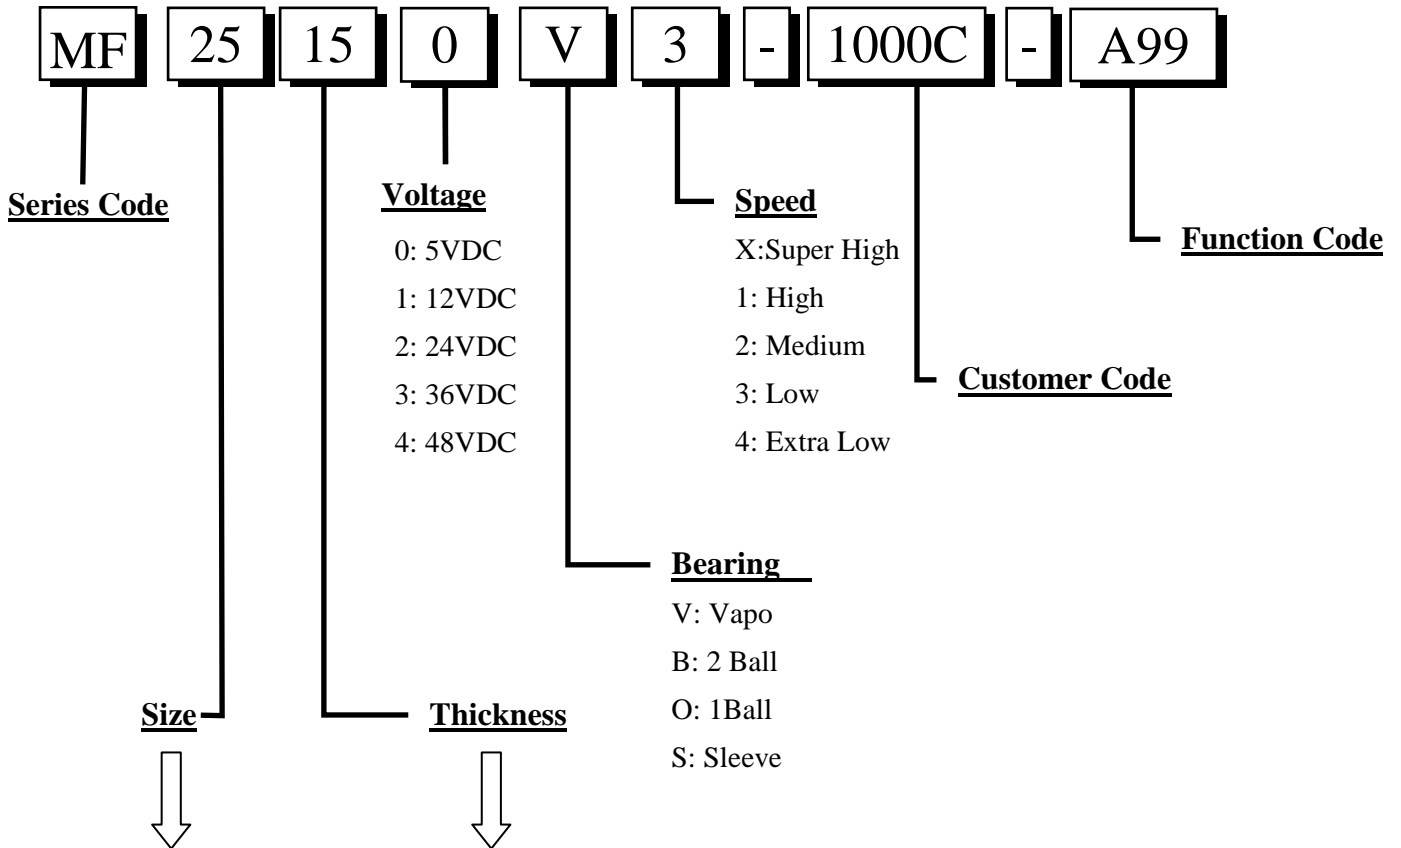 MF 25 15 0 V 3 - 1000C - A99
Series Code
Voltage
0: 5VDC
1: 12VDC
2: 24VDC
3: 36VDC
4: 48VDC
Speed
X:Super High
1: High
2: Medium
3: Low
4: Extra Low
Function Code
Customer Code
Bearing
V: Vapo
B: 2 Ball
O: 1Ball
S: Sleeve
Size
Thickness